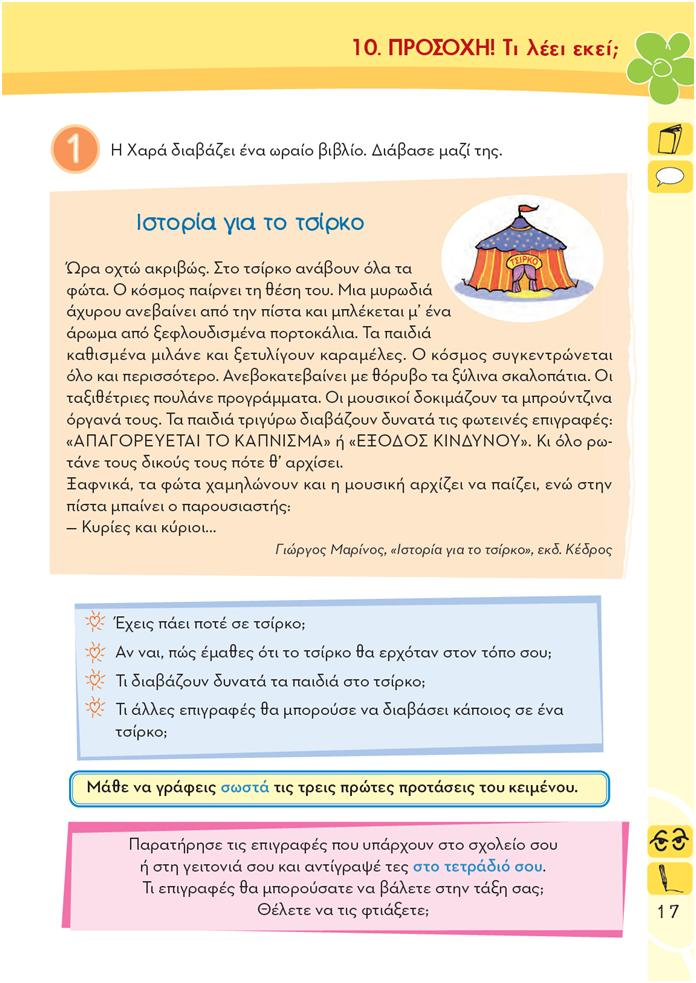 10. ΠΡΟΣΟΧΗ! Τι λέει εκεί;
1
Η Χαρά διαβάζει ένα ωραίο βιβλίο. Διάβασε μαζί της.
Ιστορία για το τσίρκο
ΤΣΙΡΚΟ
Ώρα οχτώ ακριβώς. Στο τσίρκο ανάβουν όλα τα
φώτα. Ο κόσμος παίρνει τη θέση του. Μια μυρωδιά
άχυρου ανεβαίνει από την πίστα και μπλέκεται μ’ ένα
άρωμα από ξεφλουδισμένα πορτοκάλια. Τα παιδιά
καθισμένα μιλάνε και ξετυλίγουν καραμέλες. Ο κόσμος συγκεντρώνεται
όλο και περισσότερο. Ανεβοκατεβαίνει με θόρυβο τα ξύλινα σκαλοπάτια. Οι
ταξιθέτριες πουλάνε προγράμματα. Οι μουσικοί δοκιμάζουν τα μπρούντζινα
όργανά τους. Τα παιδιά τριγύρω διαβάζουν δυνατά τις φωτεινές επιγραφές:
«ΑΠΑΓΟΡΕΥΕΤΑΙ ΤΟ ΚΑΠΝΙΣΜΑ» ή «ΕΞΟΔΟΣ ΚΙΝΔΥΝΟΥ». Κι όλο ρω-
τάνε τους δικούς τους πότε θ’ αρχίσει.
Ξαφνικά, τα φώτα χαμηλώνουν και η μουσική αρχίζει να παίζει, ενώ στην
πίστα μπαίνει ο παρουσιαστής:
– Κυρίες και κύριοι...
Γιώργος Μαρίνος, «Ιστορία για το τσίρκο», εκδ. Κέδρος
Έχεις πάει ποτέ σε τσίρκο;
Αν ναι, πώς έμαθες ότι το τσίρκο θα ερχόταν στον τόπο σου;
Τι διαβάζουν δυνατά τα παιδιά στο τσίρκο;
Τι άλλες επιγραφές θα μπορούσε να διαβάσει κάποιος σε ένα
τσίρκο;
Μάθε να γράφεις σωστά τις τρεις πρώτες προτάσεις του κειμένου.
Παρατήρησε τις επιγραφές που υπάρχουν στο σχολείο σου
ή στη γειτονιά σου και αντίγραψέ τες στο τετράδιό σου.
Τι επιγραφές θα μπορούσατε να βάλετε στην τάξη σας;
Θέλετε να τις φτιάξετε;
17